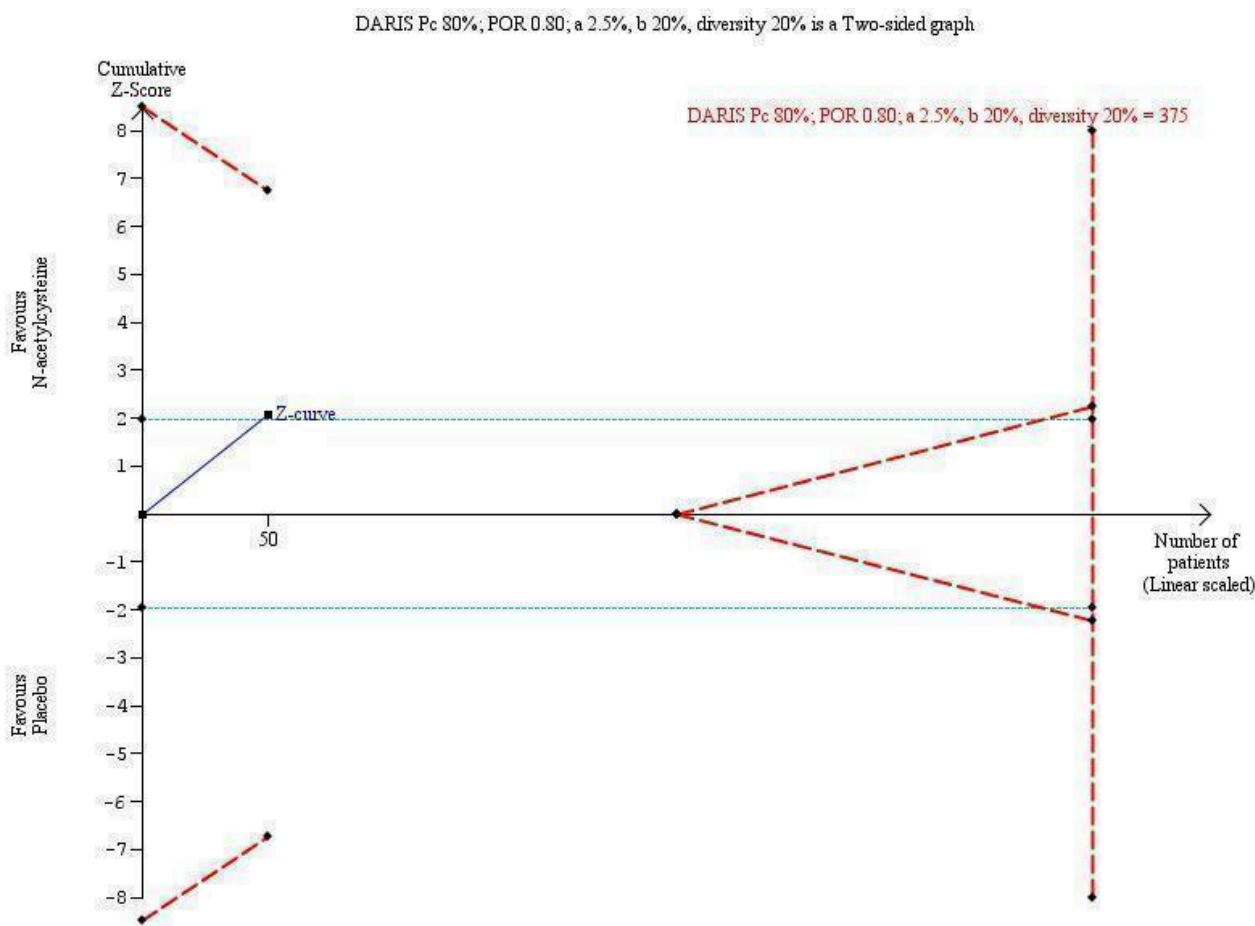 DARIS Pc 80%; POR 0.80; a 2.5%, b 20%, diversity 20% is a Two-sided graph
Cumulative
Z-Score
DARIS Pc 80%; POR 0.80; a 2.5%, b 20%, diversity 20% = 375
8
7
6
5
4
3
2
1
-1
-2
-3
-4
-5
-6
-7
-8
Favours
N-acetylcysteine
Favours
Placebo
Z-curve
50
Number of
patients
(Linear scaled)